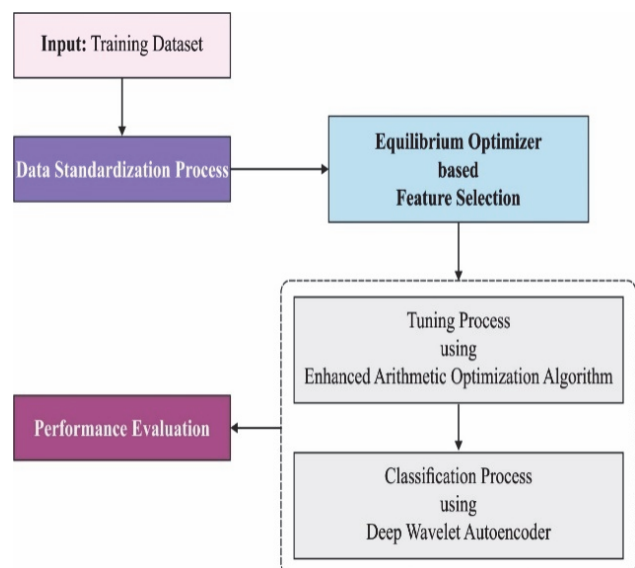 Input: Training Dataset
Data Standardization Process
Equilibrium Optimizer
based
Feature Selection
Tuning Process
using
Enhanced Arithmetic Optimization Algorithm
Performance Evaluation
Classification Process
using
Deep Wavelet Autoencoder